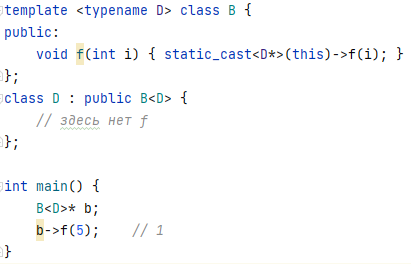 template <typename D> class B {
public:
    void f(int i) { static_cast<D*>(this)->f(i); }
};
class D : public B<D> {
    // здесь нет f
};

int main() {
    B<D>* b;
    b->f(5);    // 1
}